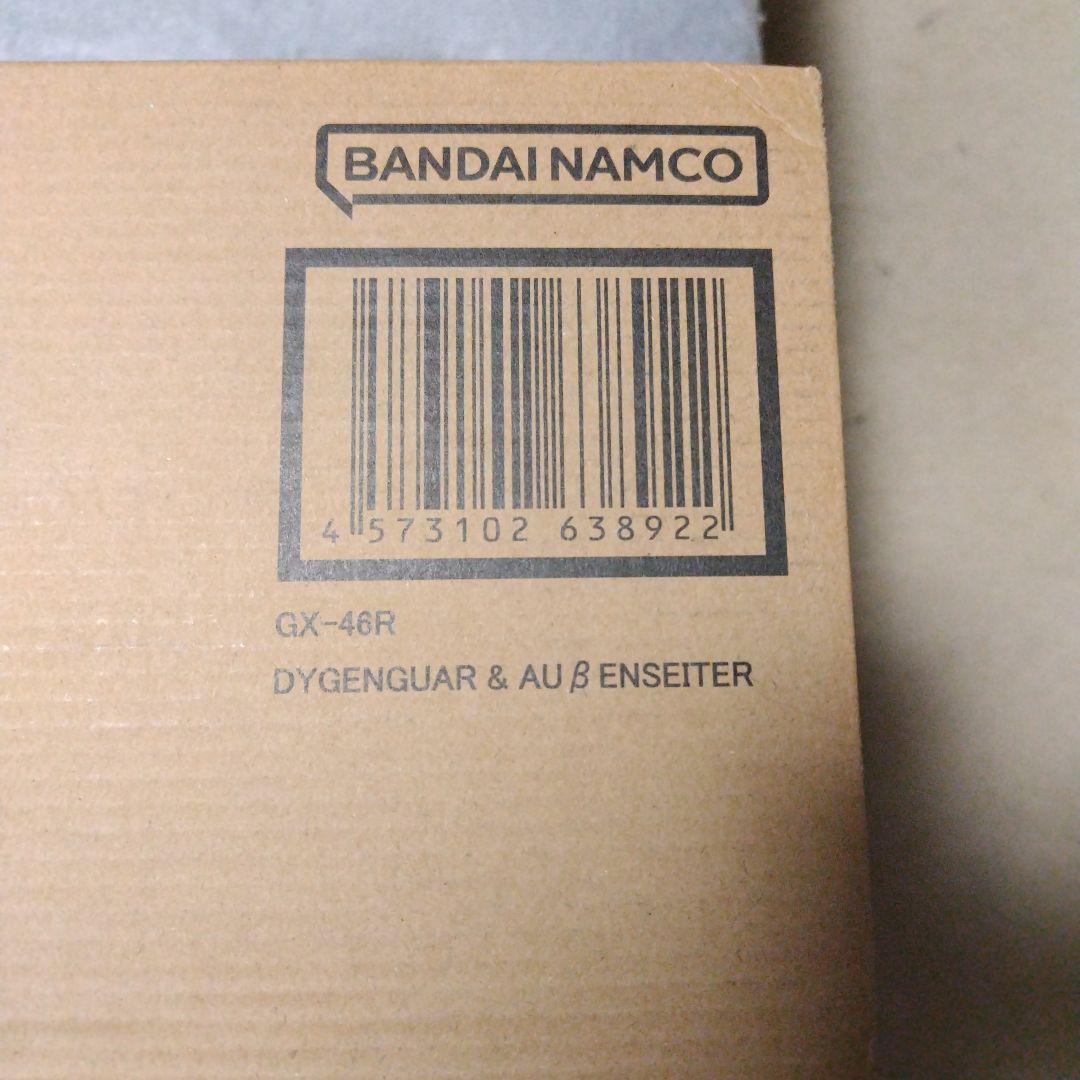 BANDAI NAMCO
4 573102 638922
GX-46R
DYGENGUAR & AUβENSEITER